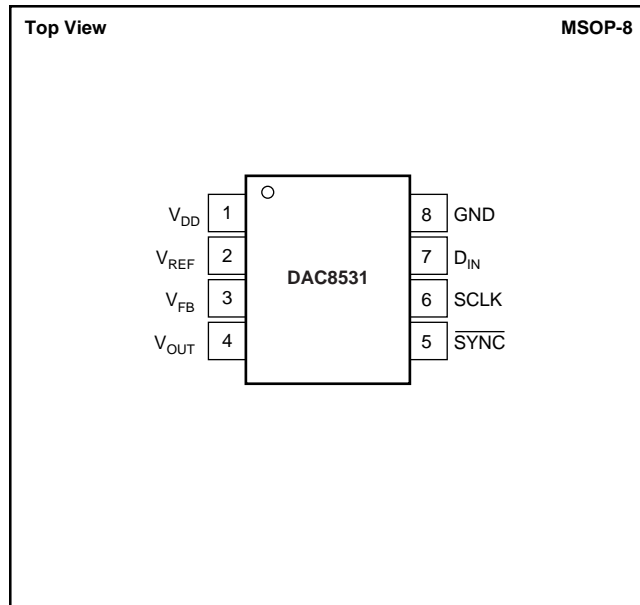 Top View MSOP-8
V_DD 1 8 GND
V_REF 2 7 D_IN
DAC8531
V_FB 3 6 SCLK
V_OUT 4 5 S̅Y̅N̅C̅